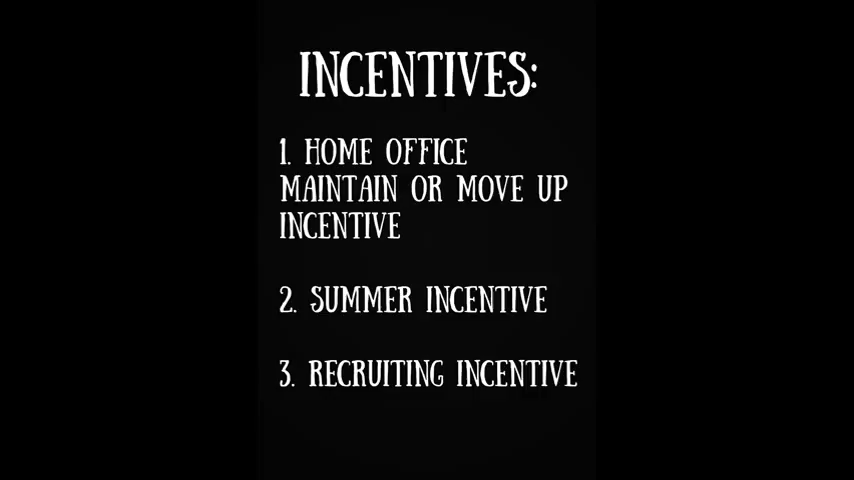 INCENTIVES:
1. HOME OFFICE
MAINTAIN OR MOVE UP
INCENTIVE
2. SUMMER INCENTIVE
3. RECRUITING INCENTIVE